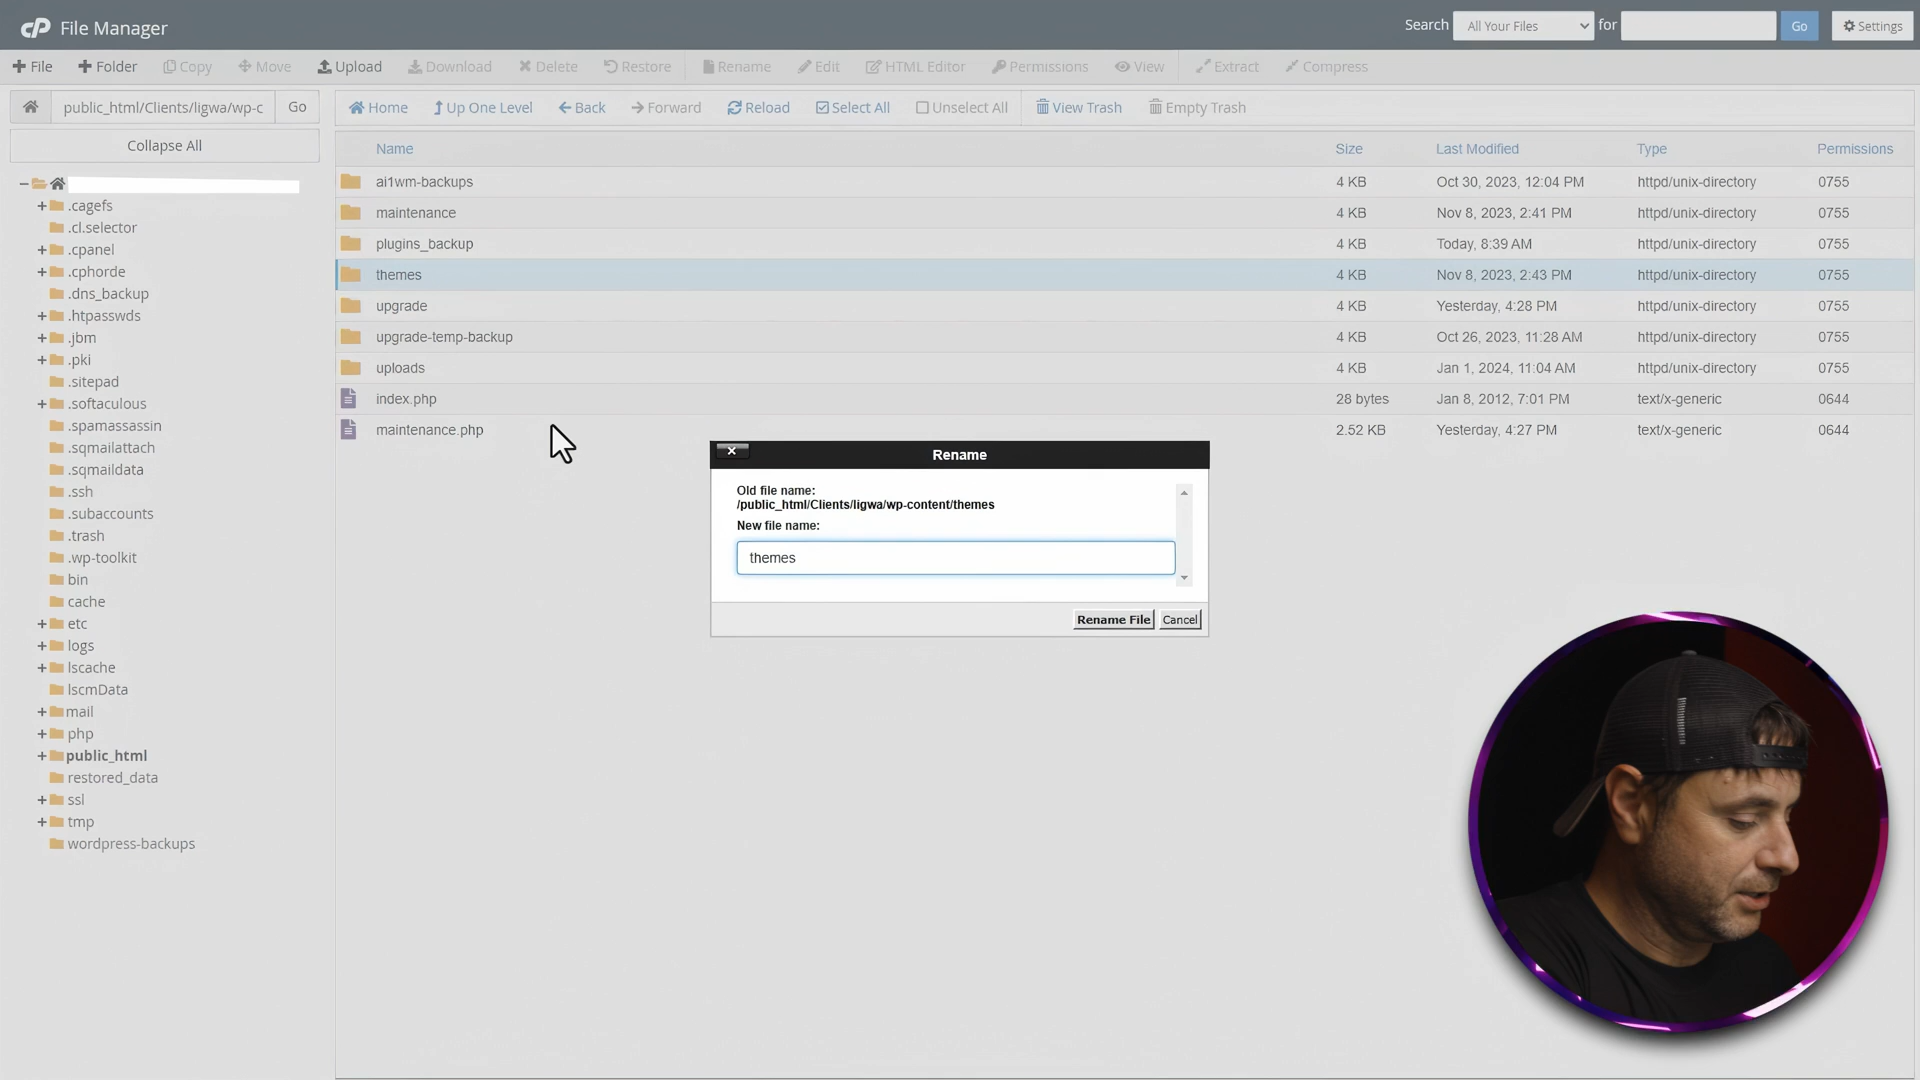 cP File Manager
Search All Your Files for Go Settings
File Folder Copy Move Upload Download Delete Restore Rename Edit HTML Editor Permissions View Extract Compress
public_html/Clients/ligwa/wp-c Go
Home Up One Level Back Forward Reload Select All Unselect All View Trash Empty Trash
Collapse All
.cagefs
.cl.selector
.cpanel
.cphorde
.dns_backup
.htpasswds
.jbm
.pki
.sitepad
.softaculous
.spamassassin
.sqmailattach
.sqmaildata
.ssh
.subaccounts
.trash
.wp-toolkit
bin
cache
etc
logs
lscache
lscmData
mail
php
public_html
restored_data
ssl
tmp
wordpress-backups
Name Size Last Modified Type Permissions
ai1wm-backups 4 KB Oct 30, 2023, 12:04 PM httpd/unix-directory 0755
maintenance 4 KB Nov 8, 2023, 2:41 PM httpd/unix-directory 0755
plugins_backup 4 KB Today, 8:39 AM httpd/unix-directory 0755
themes 4 KB Nov 8, 2023, 2:43 PM httpd/unix-directory 0755
upgrade 4 KB Yesterday, 4:28 PM httpd/unix-directory 0755
upgrade-temp-backup 4 KB Oct 26, 2023, 11:28 AM httpd/unix-directory 0755
uploads 4 KB Jan 1, 2024, 11:04 AM httpd/unix-directory 0755
index.php 28 bytes Jan 8, 2012, 7:01 PM text/x-generic 0644
maintenance.php 2.52 KB Yesterday, 4:27 PM text/x-generic 0644
Rename
Old file name:
/public_html/Clients/ligwa/wp-content/themes
New file name:
themes
Rename File Cancel